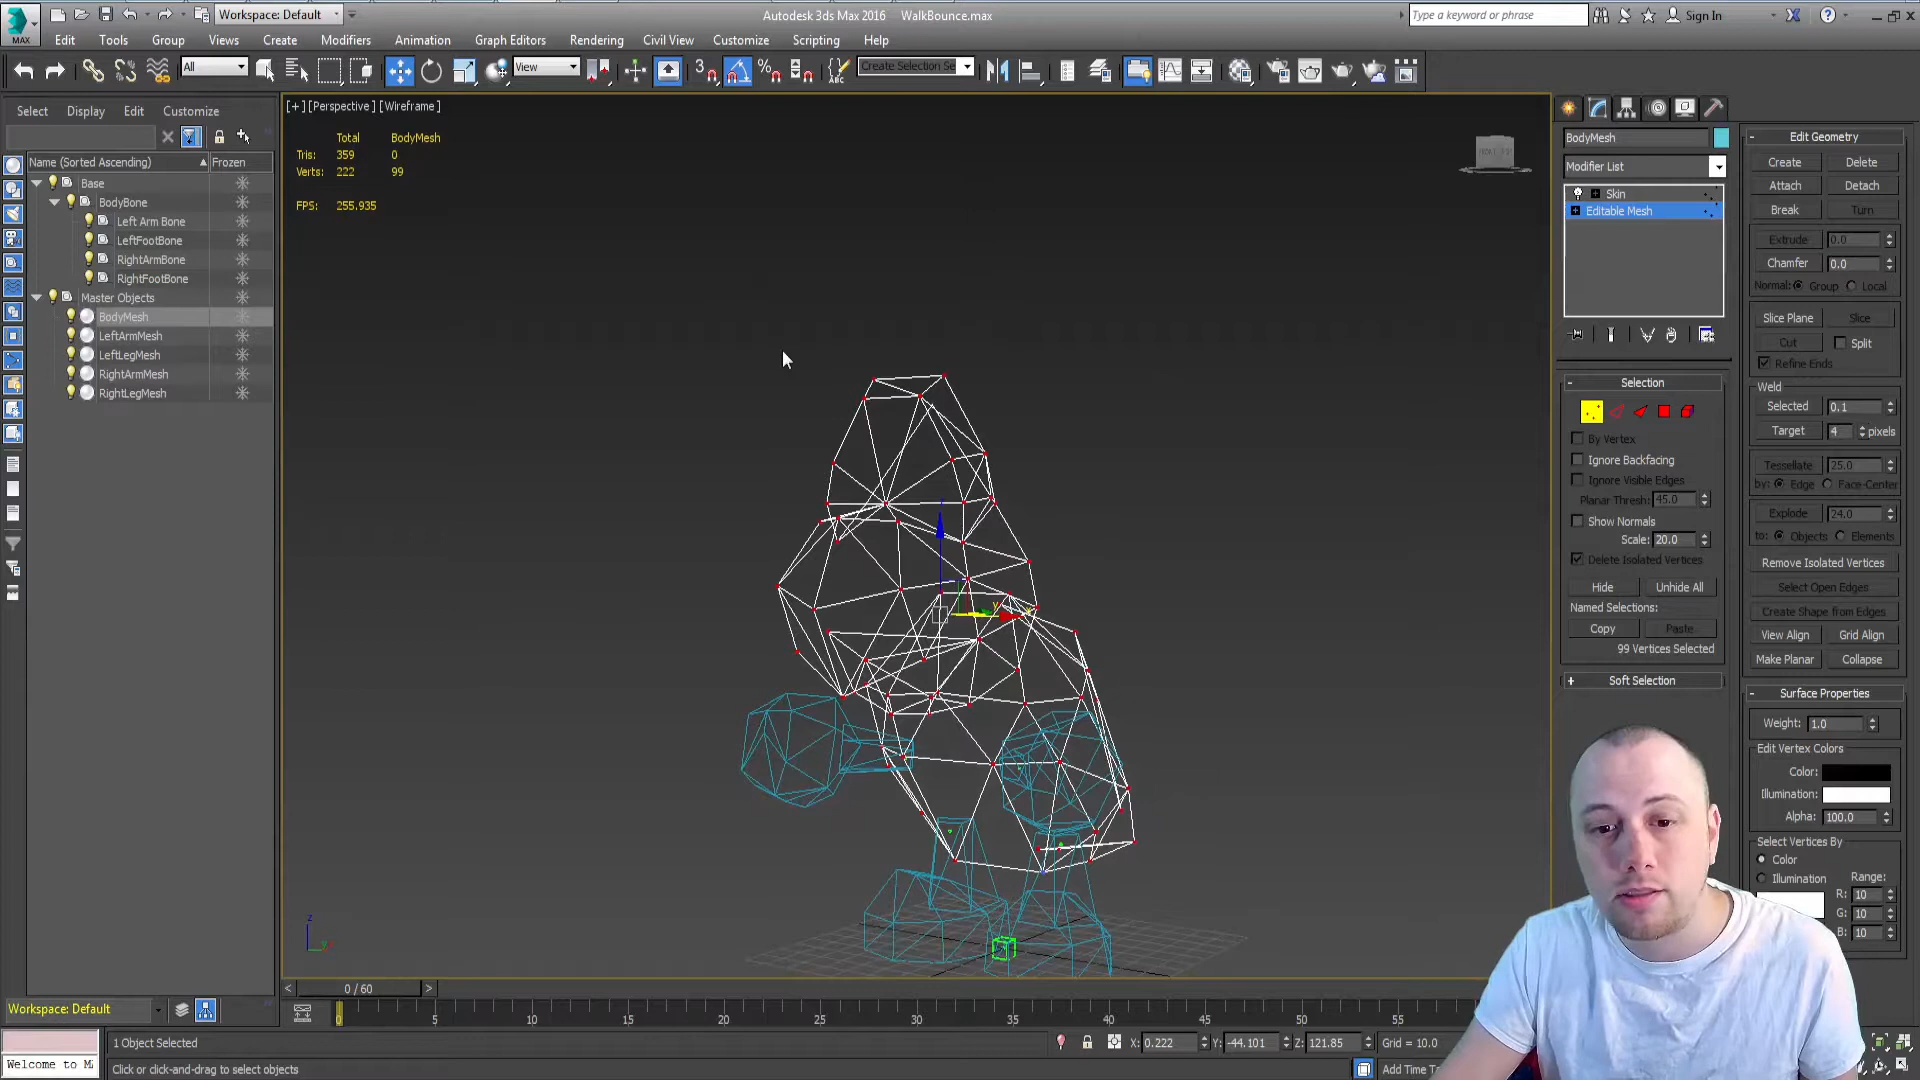 Workspace: Default
Autodesk 3ds Max 2016 WalkBounce.max
Type a keyword or phrase
Sign In
MAX
Edit Tools Group Views Create Modifiers Animation Graph Editors Rendering Civil View Customize Scripting Help
All
View
3
%
Create Selection Se
Select Display Edit Customize
Name (Sorted Ascending) Frozen
Base
BodyBone
Left Arm Bone
LeftFootBone
RightArmBone
RightFootBone
Master Objects
BodyMesh
LeftArmMesh
LeftLegMesh
RightArmMesh
RightLegMesh
[+] [Perspective] [Wireframe]
Total BodyMesh
Tris: 359 0
Verts: 222 99
FPS: 255.935
BodyMesh
Modifier List
Skin
Editable Mesh
- Selection
By Vertex
Ignore Backfacing
Ignore Visible Edges
Planar Thresh: 45.0
Show Normals
Scale: 20.0
Delete Isolated Vertices
Hide Unhide All
Named Selections:
Copy Paste
99 Vertices Selected
+ Soft Selection
- Edit Geometry
Create Delete
Attach Detach
Break Turn
Extrude 0.0
Chamfer 0.0
Normal: Group Local
Slice Plane Slice
Cut Split
Refine Ends
Weld
Selected 0.1
Target 4 pixels
Tessellate 25.0
by: Edge Face-Center
Explode 24.0
to: Objects Elements
Remove Isolated Vertices
Select Open Edges
Create Shape from Edges
View Align Grid Align
Make Planar Collapse
- Surface Properties
Weight: 1.0
Edit Vertex Colors
Color:
Illumination:
Alpha: 100.0
Select Vertices By
Color Range:
Illumination R: 10
G: 10
B: 10
z
y
x
< 0 / 60 >
Workspace: Default
0 5 10 15 20 25 30 35 40 45 50 55
1 Object Selected
X: 0.222 Y: -44.101 Z: 121.85 Grid = 10.0
Welcome to M
Click or click-and-drag to select objects
Add Time T